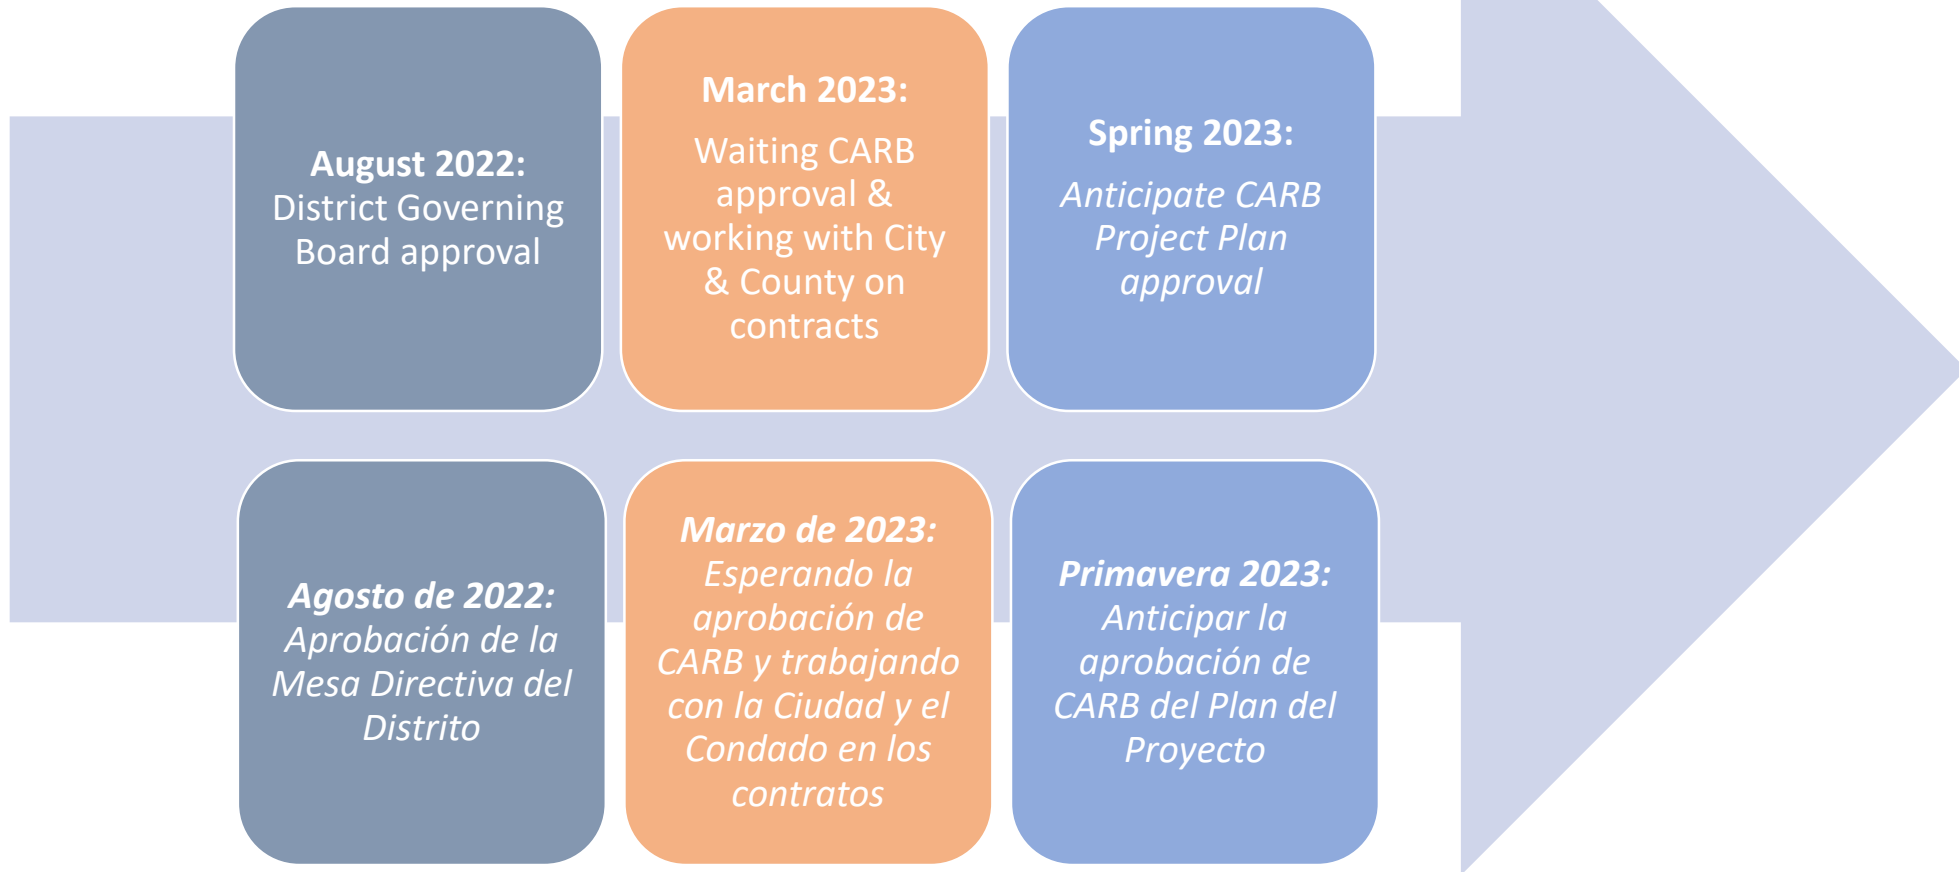 August 2022:
District Governing
Board approval
March 2023:
Waiting CARB
approval &
working with City
& County on
contracts
Spring 2023:
Anticipate CARB
Project Plan
approval
Agosto de 2022:
Aprobación de la
Mesa Directiva del
Distrito
Marzo de 2023:
Esperando la
aprobación de
CARB y trabajando
con la Ciudad y el
Condado en los
contratos
Primavera 2023:
Anticipar la
aprobación de
CARB del Plan del
Proyecto